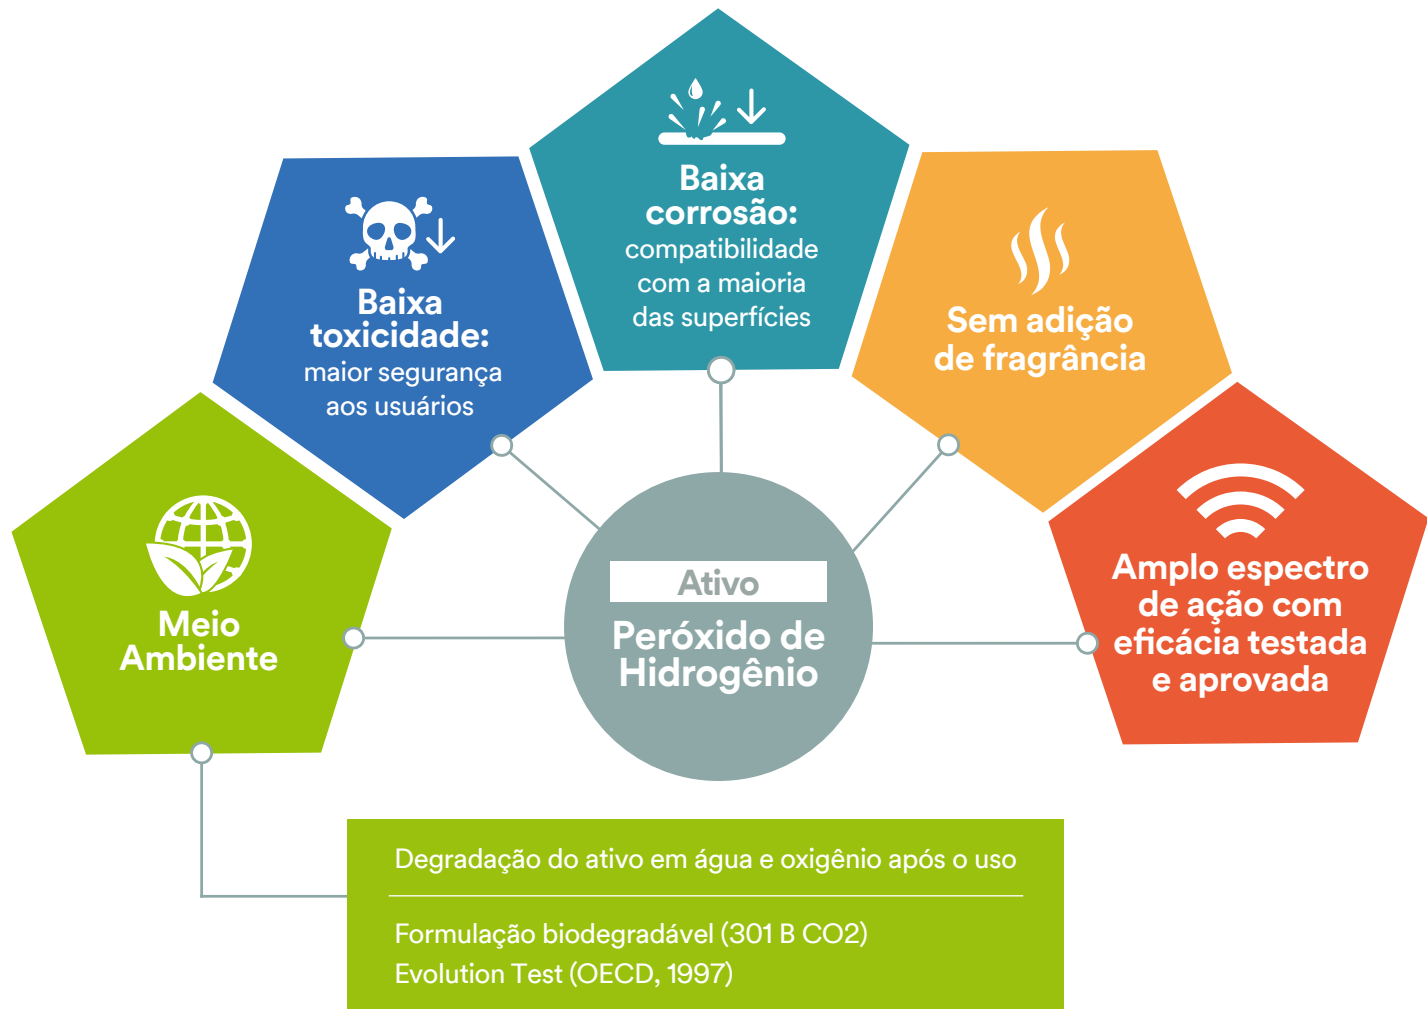 Baixa
corrosão:
compatibilidade
com a maioria
das superfícies
Baixa
toxicidade:
maior segurança
aos usuários
Sem adição
de fragrância
Meio
Ambiente
Ativo
Peróxido de
Hidrogênio
Amplo espectro
de ação com
eficácia testada
e aprovada
Degradação do ativo em água e oxigênio após o uso
Formulação biodegradável (301 B CO2)
Evolution Test (OECD, 1997)